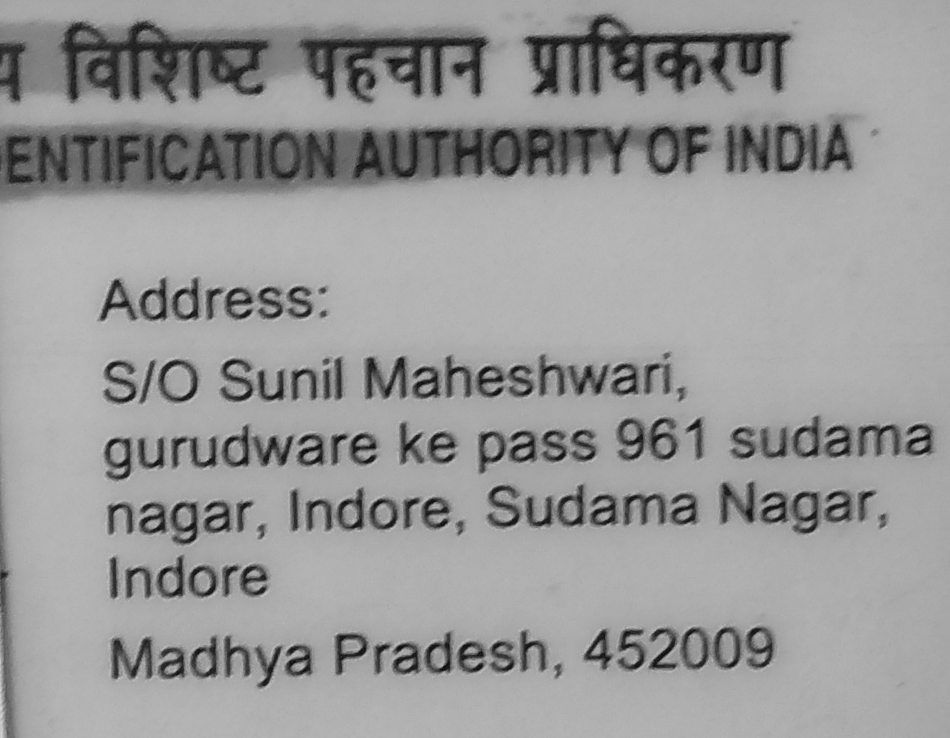 विशिष्ट पहचान प्राधिकरण
ENTIFICATION AUTHORITY OF INDIA
Address:
S/O Sunil Maheshwari,
gurudware ke pass 961 sudama
nagar, Indore, Sudama Nagar,
Indore
Madhya Pradesh, 452009